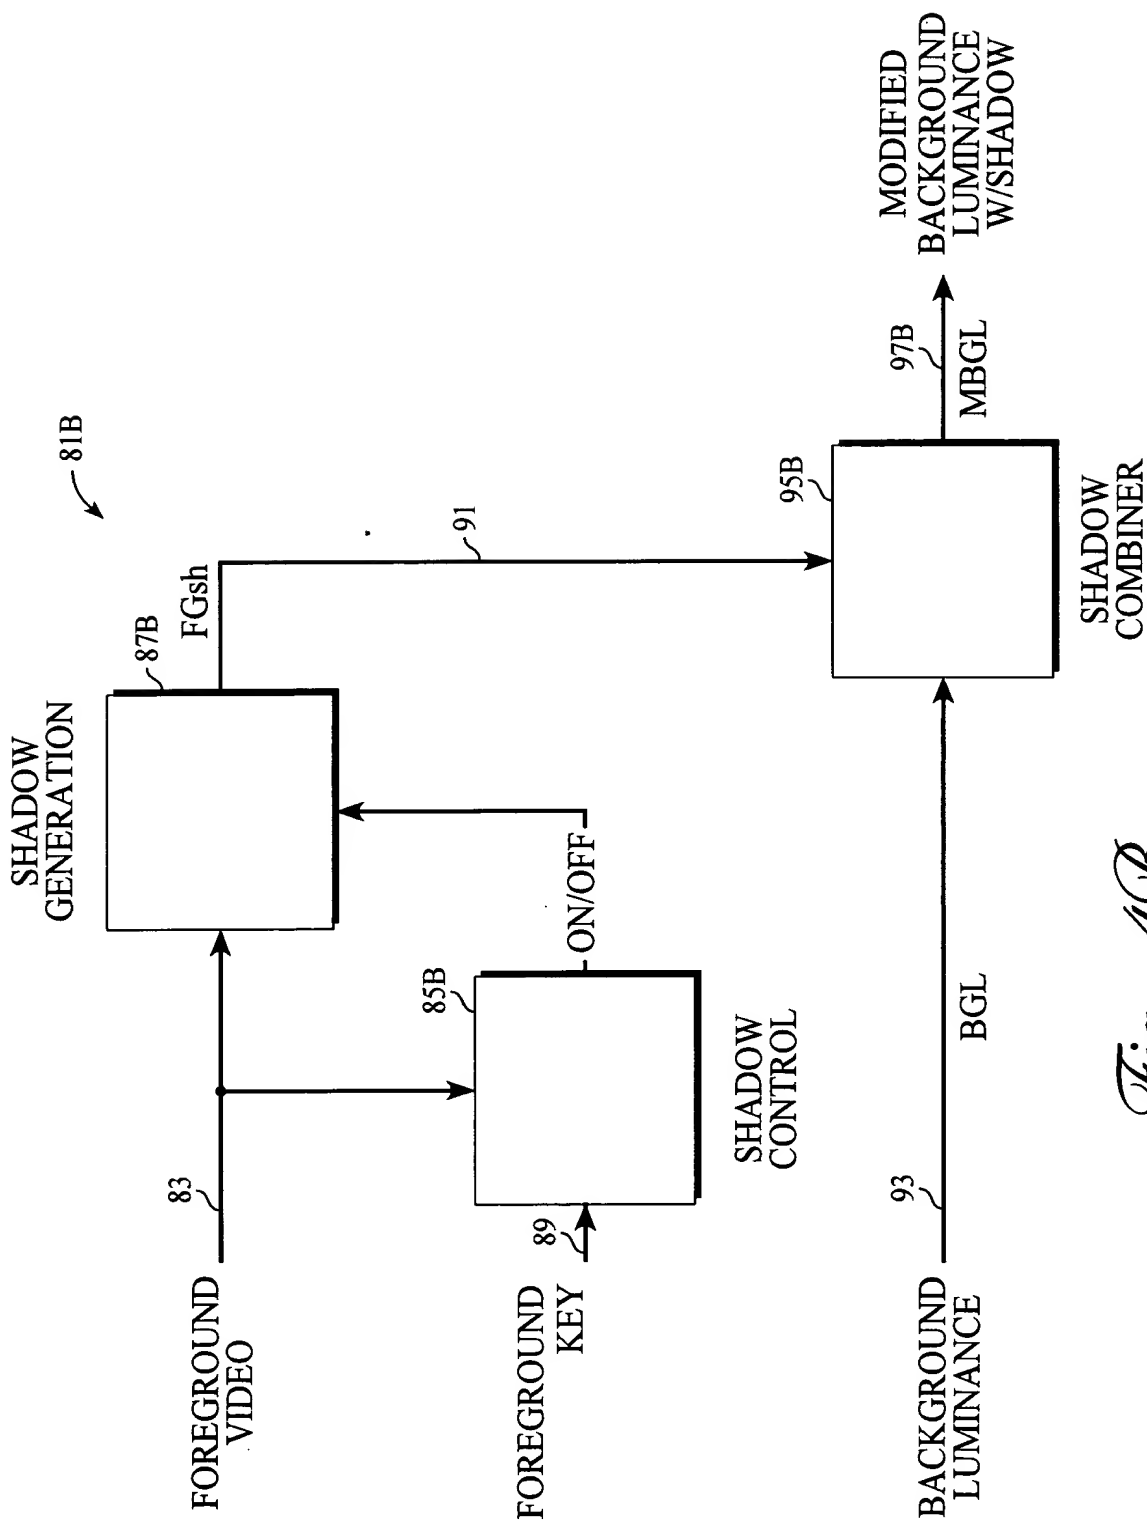 81B
SHADOW
GENERATION
87B
FGsh
91
FOREGROUND
VIDEO
83
85B
ON/OFF
FOREGROUND
KEY
89
SHADOW
CONTROL
95B
97B
MBGL
MODIFIED
BACKGROUND
LUMINANCE
W/SHADOW
BACKGROUND
LUMINANCE
93
BGL
SHADOW
COMBINER